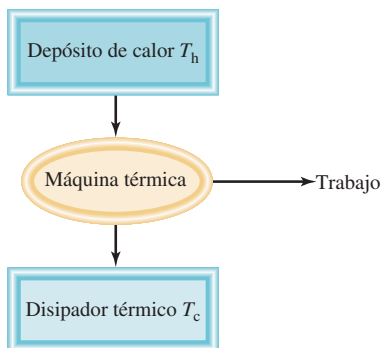 Depósito de calor Th
Máquina térmica
Trabajo
Disipador térmico Tc